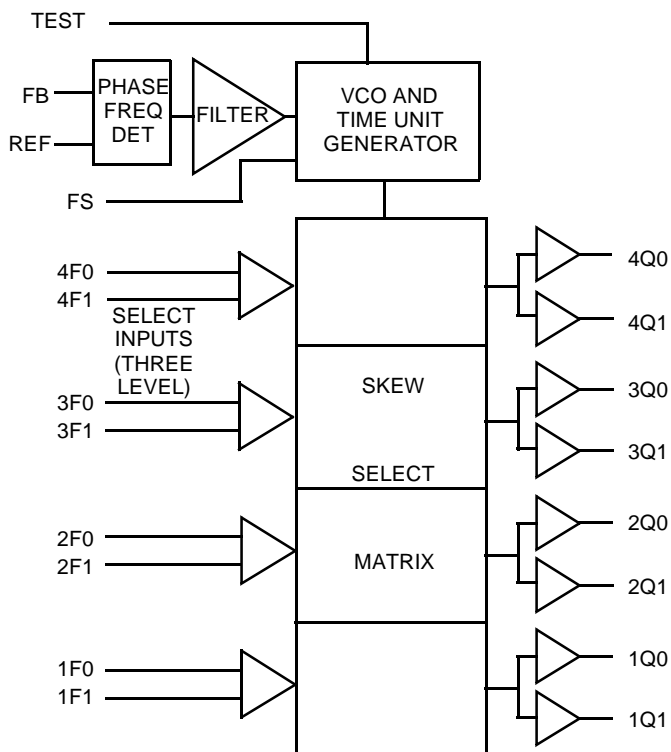 TEST
FB
REF
PHASE
FREQ
DET
FILTER
VCO AND
TIME UNIT
GENERATOR
FS
4F0
4F1
SELECT
INPUTS
(THREE
LEVEL)
3F0
3F1
2F0
2F1
1F0
1F1
SKEW
SELECT
MATRIX
4Q0
4Q1
3Q0
3Q1
2Q0
2Q1
1Q0
1Q1